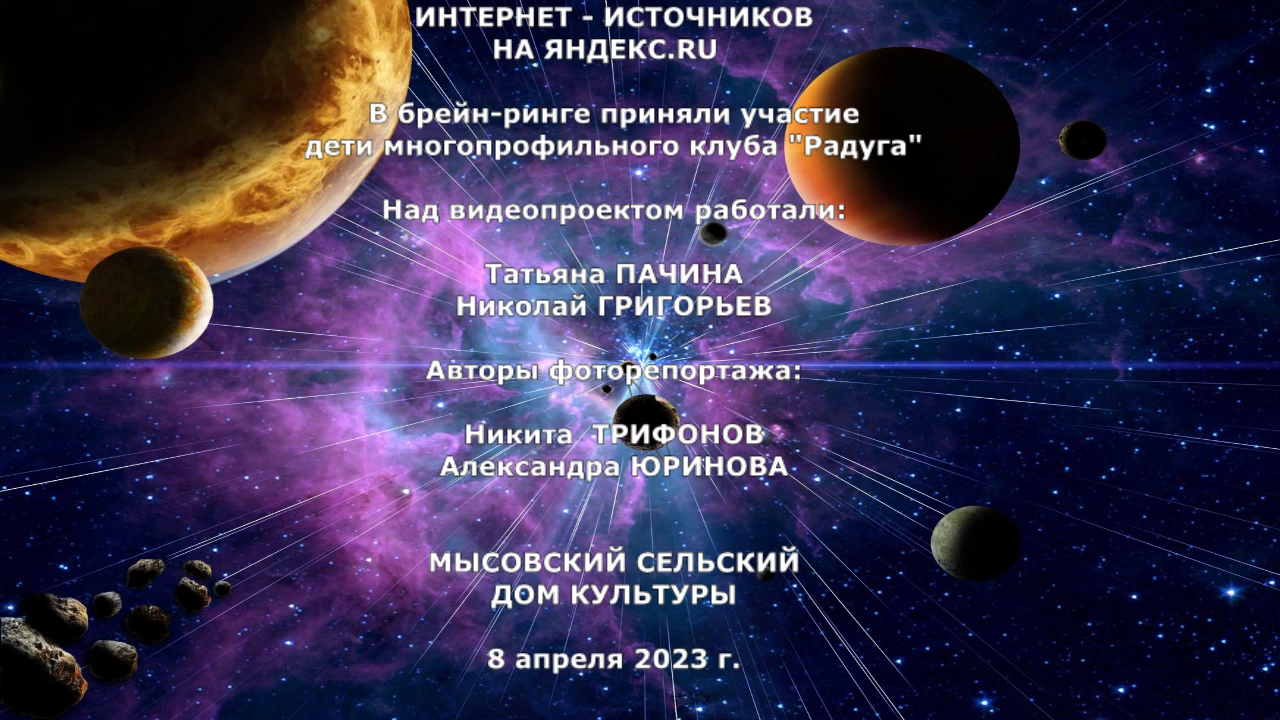 ИНТЕРНЕТ - ИСТОЧНИКОВ
НА ЯНДЕКС.RU
В брейн-ринге приняли участие
дети многопрофильного клуба "Радуга"
Над видеопроектом работали:
Татьяна ПАЧИНА
Николай ГРИГОРЬЕВ
Авторы фоторепортажа:
Никита  ТРИФОНОВ
Александра ЮРИНОВА
МЫСОВСКИЙ СЕЛЬСКИЙ
ДОМ КУЛЬТУРЫ
8 апреля 2023 г.